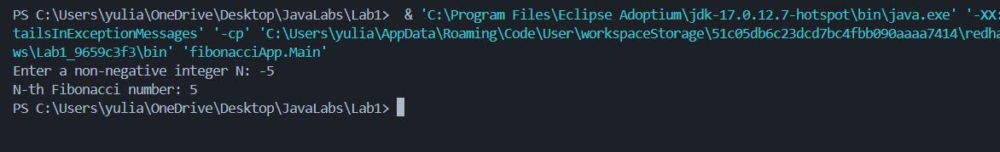 PS C:\Users\yulia\OneDrive\Desktop\JavaLabs\Lab1>  & 'C:\Program Files\Eclipse Adoptium\jdk-17.0.12.7-hotspot\bin\java.exe' '-XX:
tailsInExceptionMessages' '-cp' 'C:\Users\yulia\AppData\Roaming\Code\User\workspaceStorage\51c05db6c23dcd7bc4fbb090aaaa7414\redha
ws\Lab1_9659c3f3\bin' 'fibonacciApp.Main'
Enter a non-negative integer N: -5
N-th Fibonacci number: 5
PS C:\Users\yulia\OneDrive\Desktop\JavaLabs\Lab1>